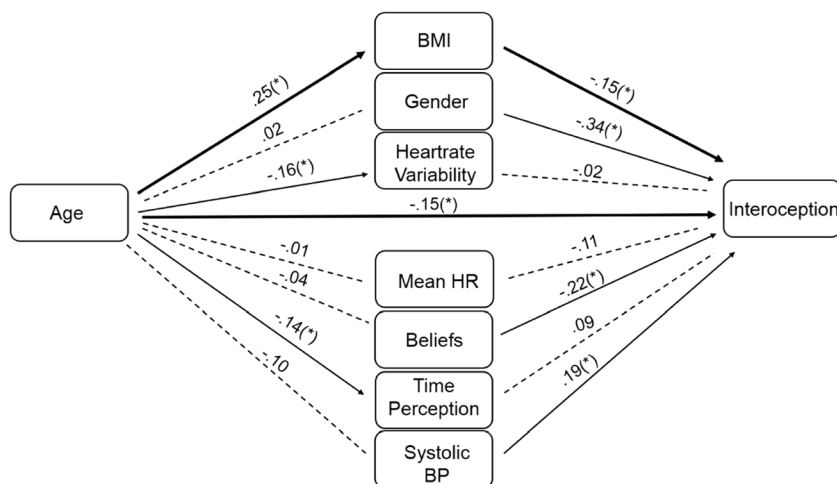 BMI
.25(*)
-.15(*)
Gender
.02
-.34(*)
Heartrate
Variability
-.16(*)
-.02
Age
-.15(*)
Interoception
-.01
Mean HR
-.11
-.04
Beliefs
-.22(*)
-.14(*)
Time
Perception
.09
-.10
Systolic
BP
.19(*)